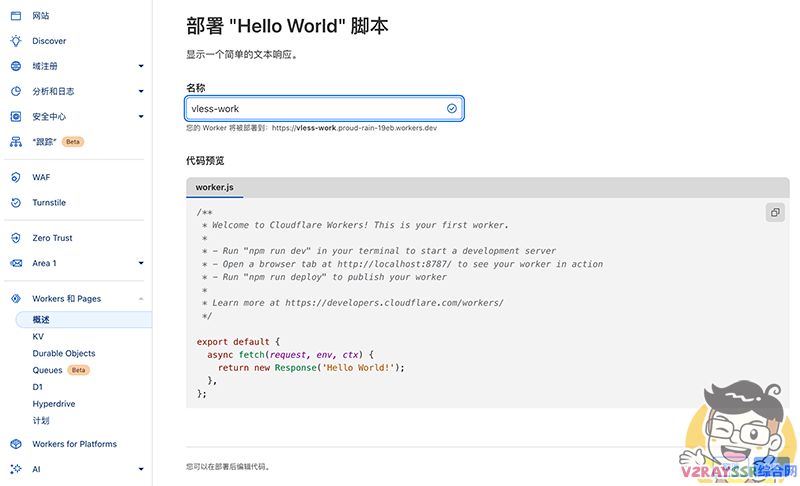 网站
Discover
域注册
分析和日志
安全中心
“跟踪” Beta
WAF
Turnstile
Zero Trust
Area 1
Workers 和 Pages
概述
KV
Durable Objects
Queues Beta
D1
Hyperdrive
计划
Workers for Platforms
AI
部署 "Hello World" 脚本
显示一个简单的文本响应。
名称
vless-work
您的 Worker 将被部署到：https://vless-work.proud-rain-19eb.workers.dev
代码预览
worker.js
/**
 * Welcome to Cloudflare Workers! This is your first worker.
 *
 * - Run "npm run dev" in your terminal to start a development server
 * - Open a browser tab at http://localhost:8787/ to see your worker in action
 * - Run "npm run deploy" to publish your worker
 *
 * Learn more at https://developers.cloudflare.com/workers/
 */
export default {
  async fetch(request, env, ctx) {
    return new Response('Hello World!');
  },
};
您可以在部署后编辑代码。
V2RAYSSR综合网